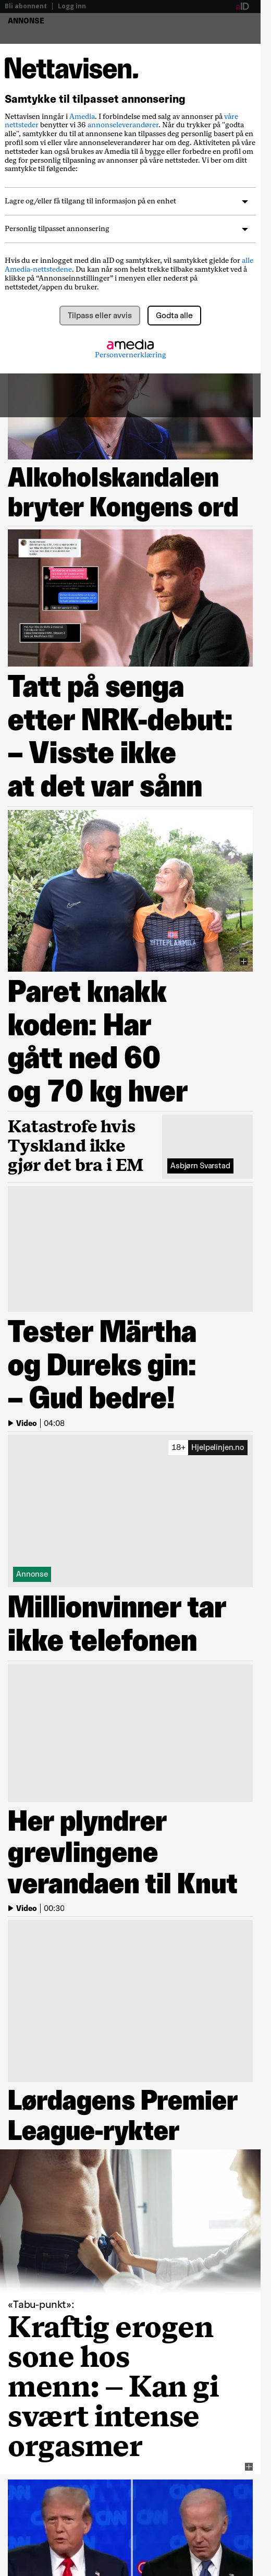 Bli abonnent | Logg inn
aID
ANNONSE
Nettavisen.
Samtykke til tilpasset annonsering
Nettavisen inngår i Amedia. I forbindelse med salg av annonser på våre
nettsteder benytter vi 36 annonseleverandører. Når du trykker på "godta
alle", samtykker du til at annonsene kan tilpasses deg personlig basert på en
profil som vi eller våre annonseleverandører har om deg. Aktiviteten på våre
nettsteder kan også brukes av Amedia til å bygge eller forbedre en profil om
deg for personlig tilpasning av annonser på våre nettsteder. Vi ber om ditt
samtykke til følgende:
Lagre og/eller få tilgang til informasjon på en enhet
Personlig tilpasset annonsering
Hvis du er innlogget med din aID og samtykker, vil samtykket gjelde for alle
Amedia-nettstedene. Du kan når som helst trekke tilbake samtykket ved å
klikke på “Annonseinnstillinger” i menyen eller nederst på
nettstedet/appen du bruker.
Tilpass eller avvis
Godta alle
amedia
Personvernerklæring
Alkoholskandalen
bryter Kongens ord
Tatt på senga
etter NRK-debut:
– Visste ikke
at det var sånn
Paret knakk
koden: Har
gått ned 60
og 70 kg hver
Katastrofe hvis
Tyskland ikke
gjør det bra i EM
Asbjørn Svarstad
Tester Märtha
og Dureks gin:
– Gud bedre!
Video | 04:08
18+ Hjelpelinjen.no
Annonse
Millionvinner tar
ikke telefonen
Her plyndrer
grevlingene
verandaen til Knut
Video | 00:30
Lørdagens Premier
League-rykter
«Tabu-punkt»:
Kraftig erogen
sone hos
menn: – Kan gi
svært intense
orgasmer